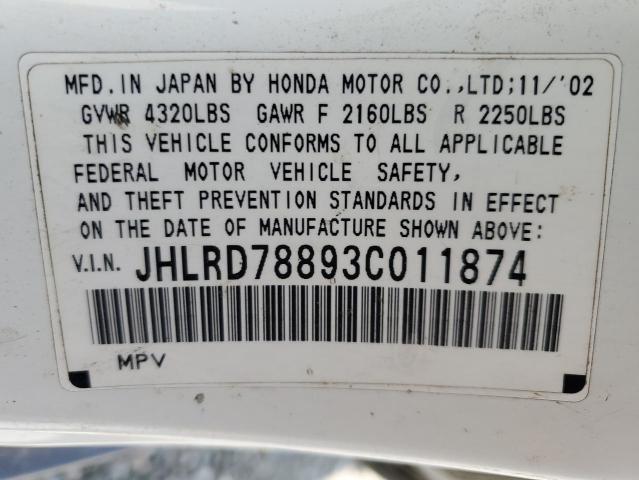 MFD.IN JAPAN BY HONDA MOTOR CO.,LTD;11/'02
GVWR 4320LBS GAWR F 2160LBS R 2250LBS
THIS VEHICLE CONFORMS TO ALL APPLICABLE
FEDERAL MOTOR VEHICLE SAFETY,
AND THEFT PREVENTION STANDARDS IN EFFECT
ON THE DATE OF MANUFACTURE SHOWN ABOVE:
V.I.N. JHLRD78893C011874
MPV